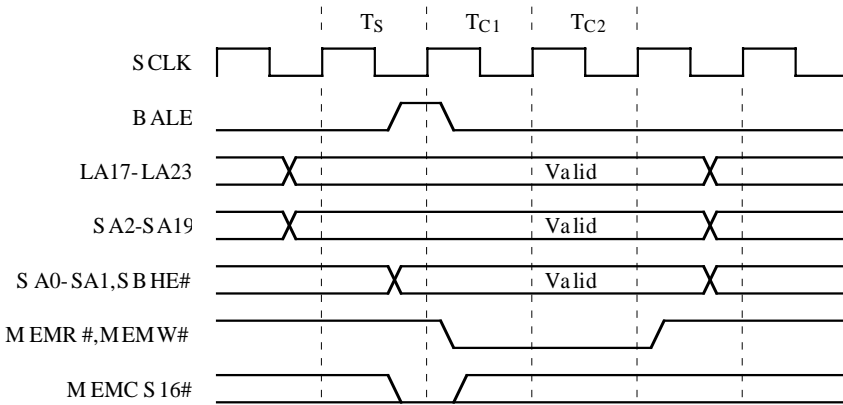 TS TC1 TC2
SCLK
BALE
LA17-LA23 Valid
SA2-SA19 Valid
SA0-SA1,SBHE# Valid
MEMR#,MEMW#
MEMCS16#